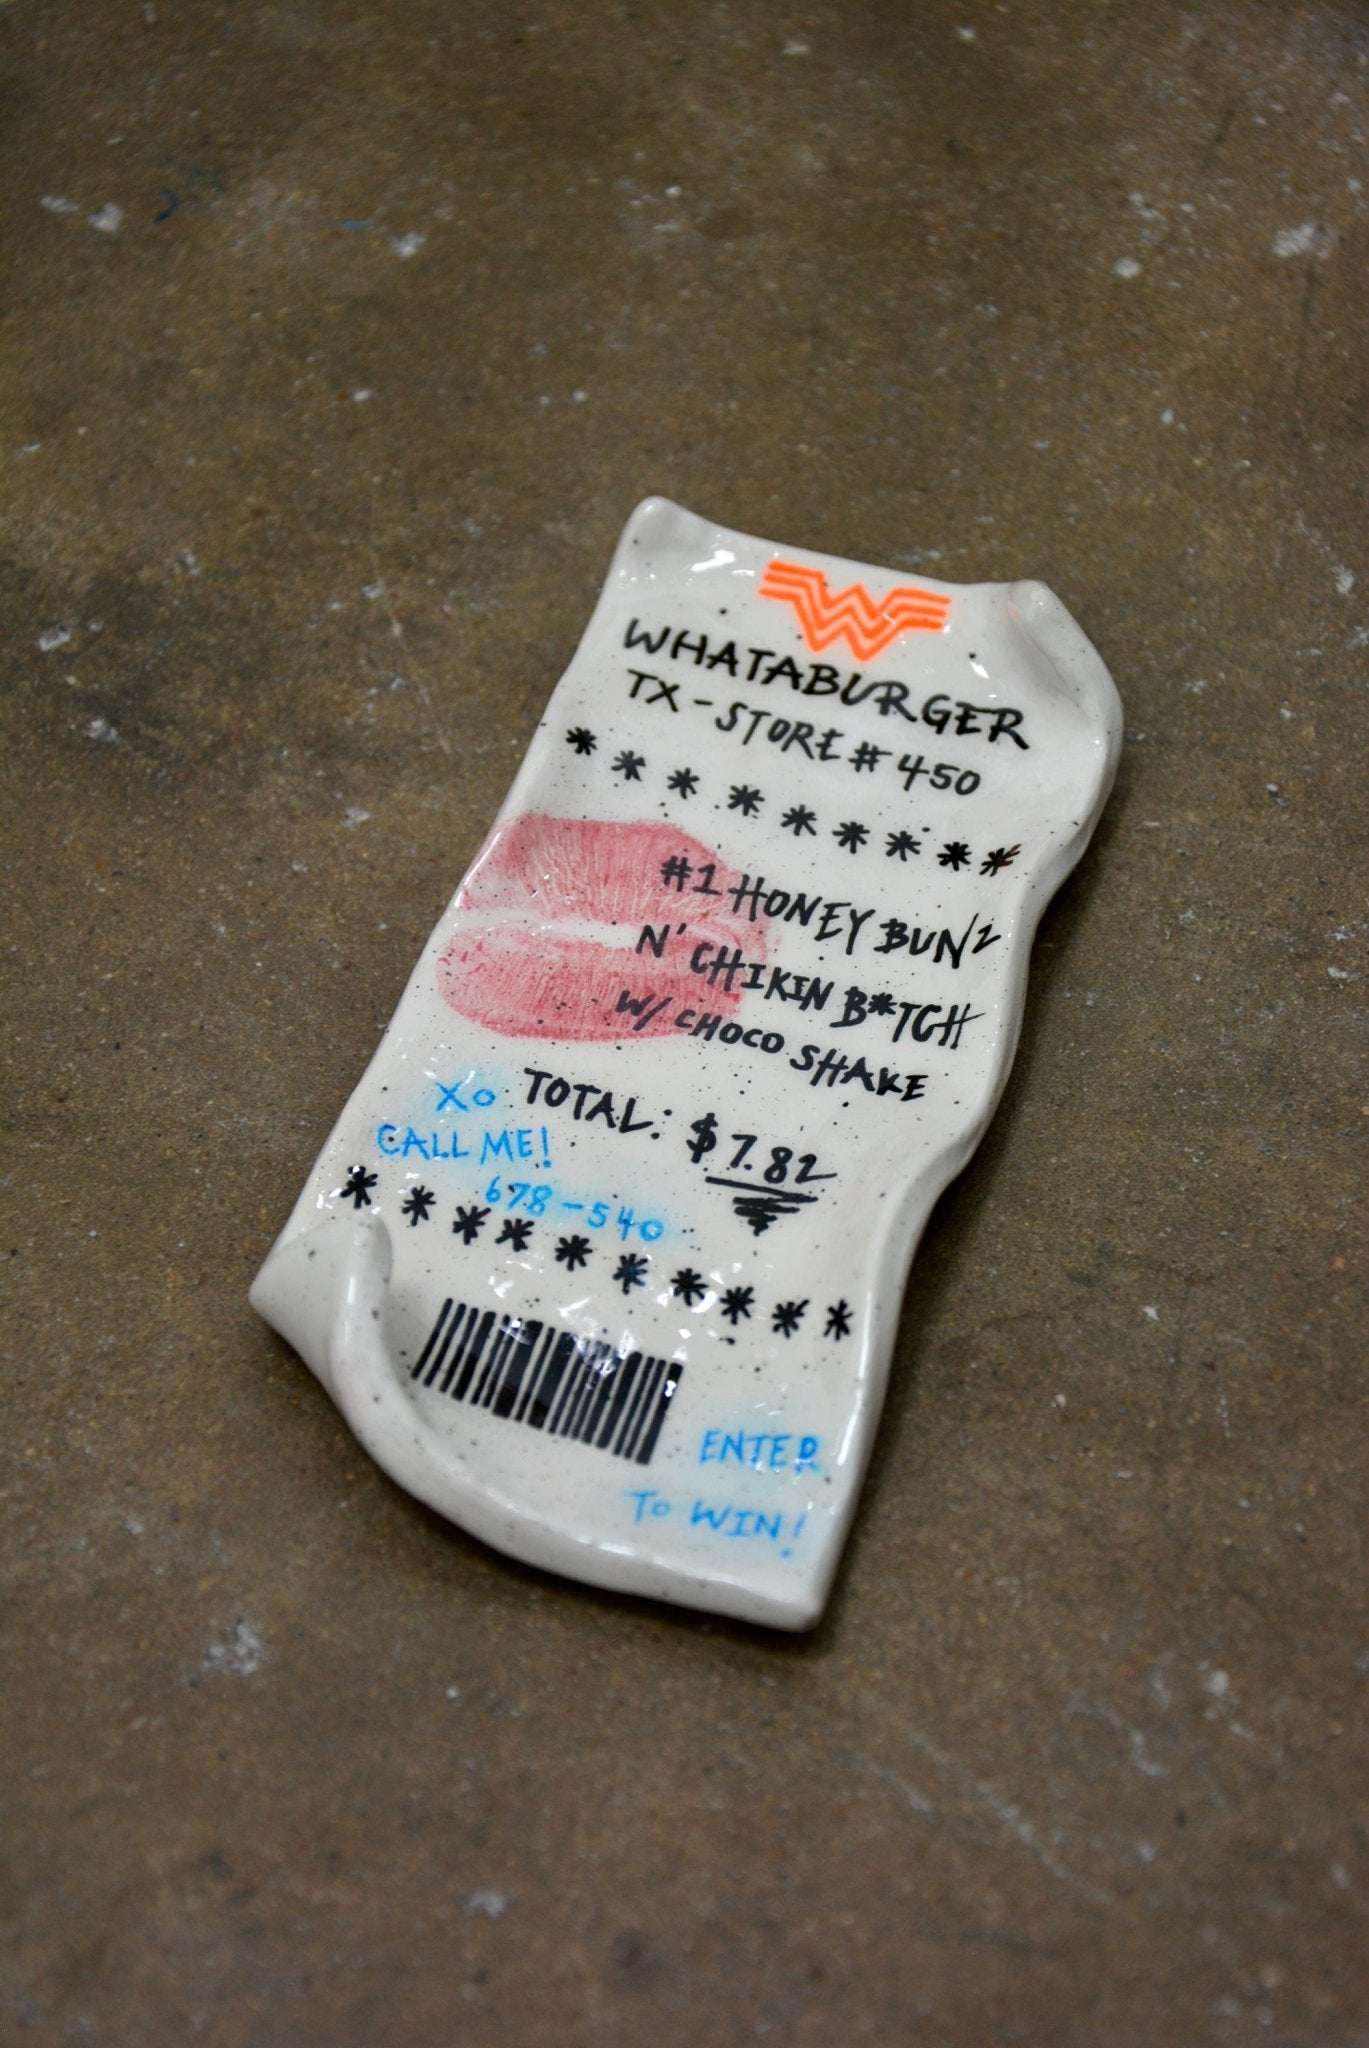 W
WHATABURGER
TX - STORE # 450
* * * * * * * * *
#1 HONEY BUNZ
N' CHIKIN B*TCH
W/ CHOCO SHAKE
TOTAL: $7.82
XO
CALL ME!
678-540
* * * * * * * * * *
ENTER
TO WIN!